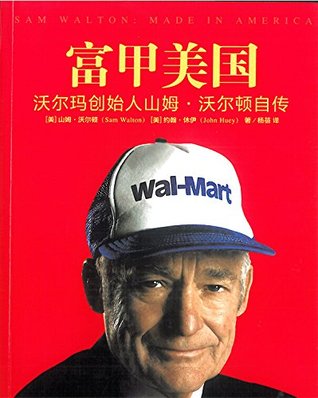 SAM WALTON: MADE IN AMERICA
富甲美国
沃尔玛创始人山姆·沃尔顿自传
[美] 山姆·沃尔顿 (Sam Walton) [美] 约翰·休伊 (John Huey) 著/杨蓓 译
Wal-Mart